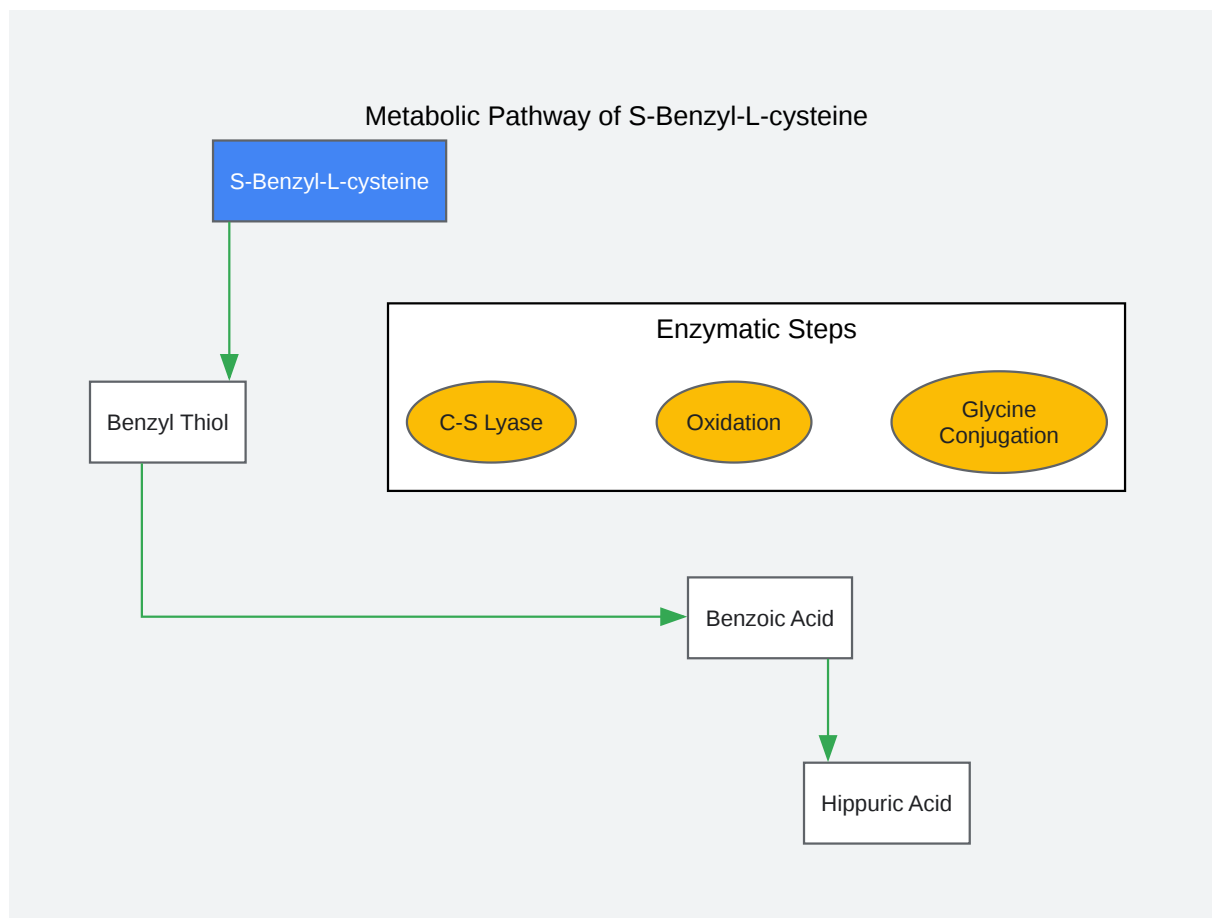 Metabolic Pathway of S-Benzyl-L-cysteine
S-Benzyl-L-cysteine
Enzymatic Steps
Benzyl Thiol
C-S Lyase
Oxidation
Glycine
Conjugation
Benzoic Acid
Hippuric Acid